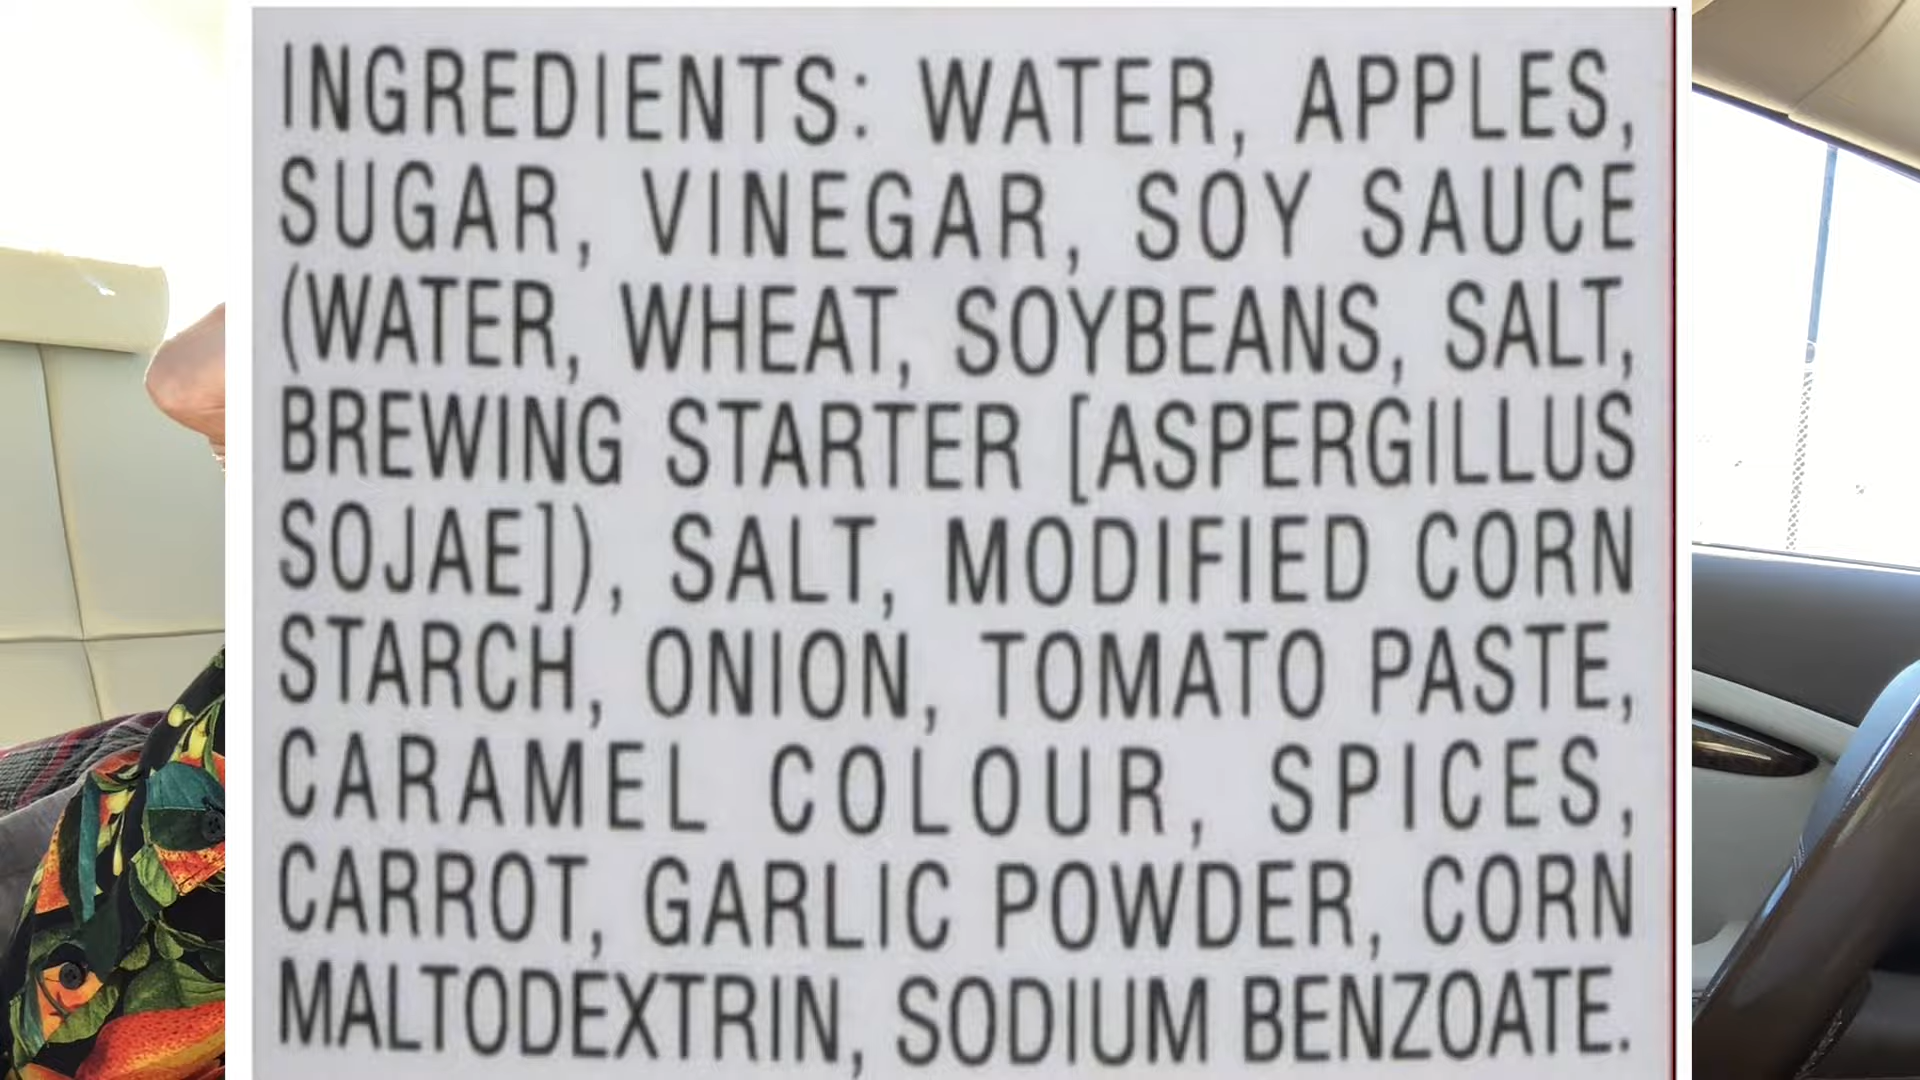 INGREDIENTS: WATER, APPLES,
SUGAR, VINEGAR, SOY SAUCE
(WATER, WHEAT, SOYBEANS, SALT,
BREWING STARTER [ASPERGILLUS
SOJAE]), SALT, MODIFIED CORN
STARCH, ONION, TOMATO PASTE,
CARAMEL COLOUR, SPICES,
CARROT, GARLIC POWDER, CORN
MALTODEXTRIN, SODIUM BENZOATE.